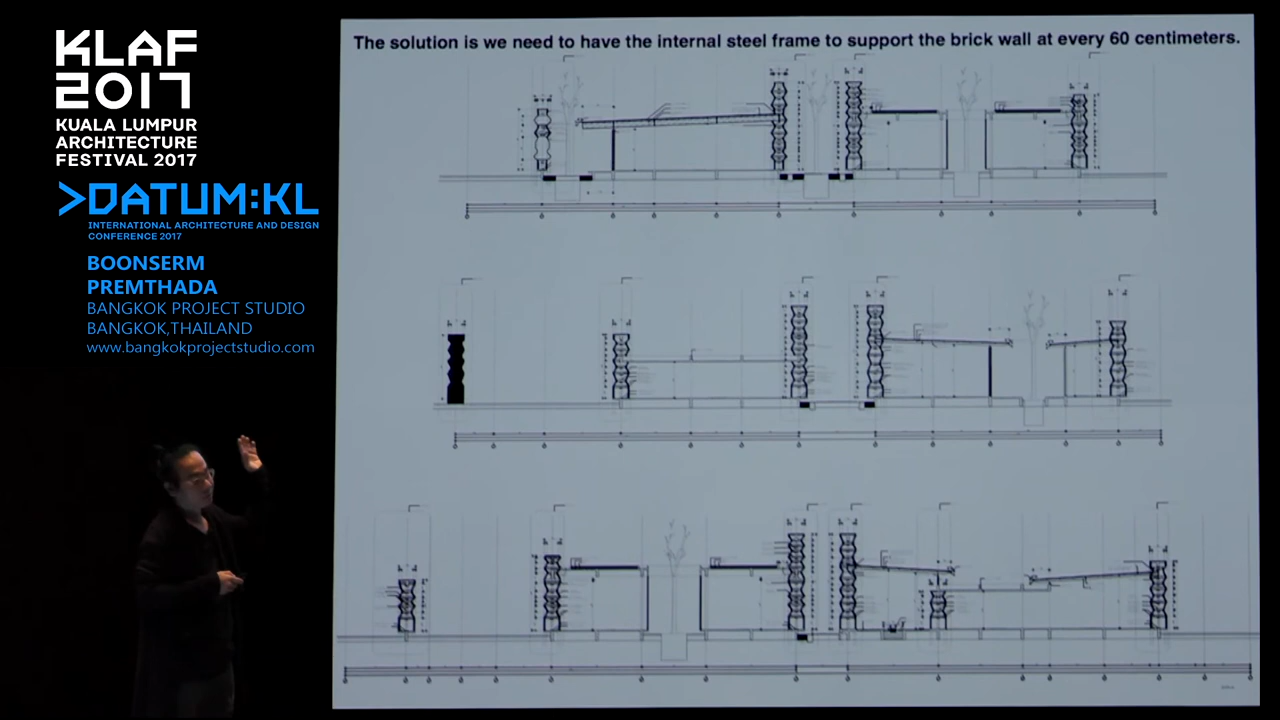 KLAF
2017
KUALA LUMPUR
ARCHITECTURE
FESTIVAL 2017
>DATUM:KL
INTERNATIONAL ARCHITECTURE AND DESIGN
CONFERENCE 2017
BOONSERM
PREMTHADA
BANGKOK PROJECT STUDIO
BANGKOK,THAILAND
www.bangkokprojectstudio.com
The solution is we need to have the internal steel frame to support the brick wall at every 60 centimeters.